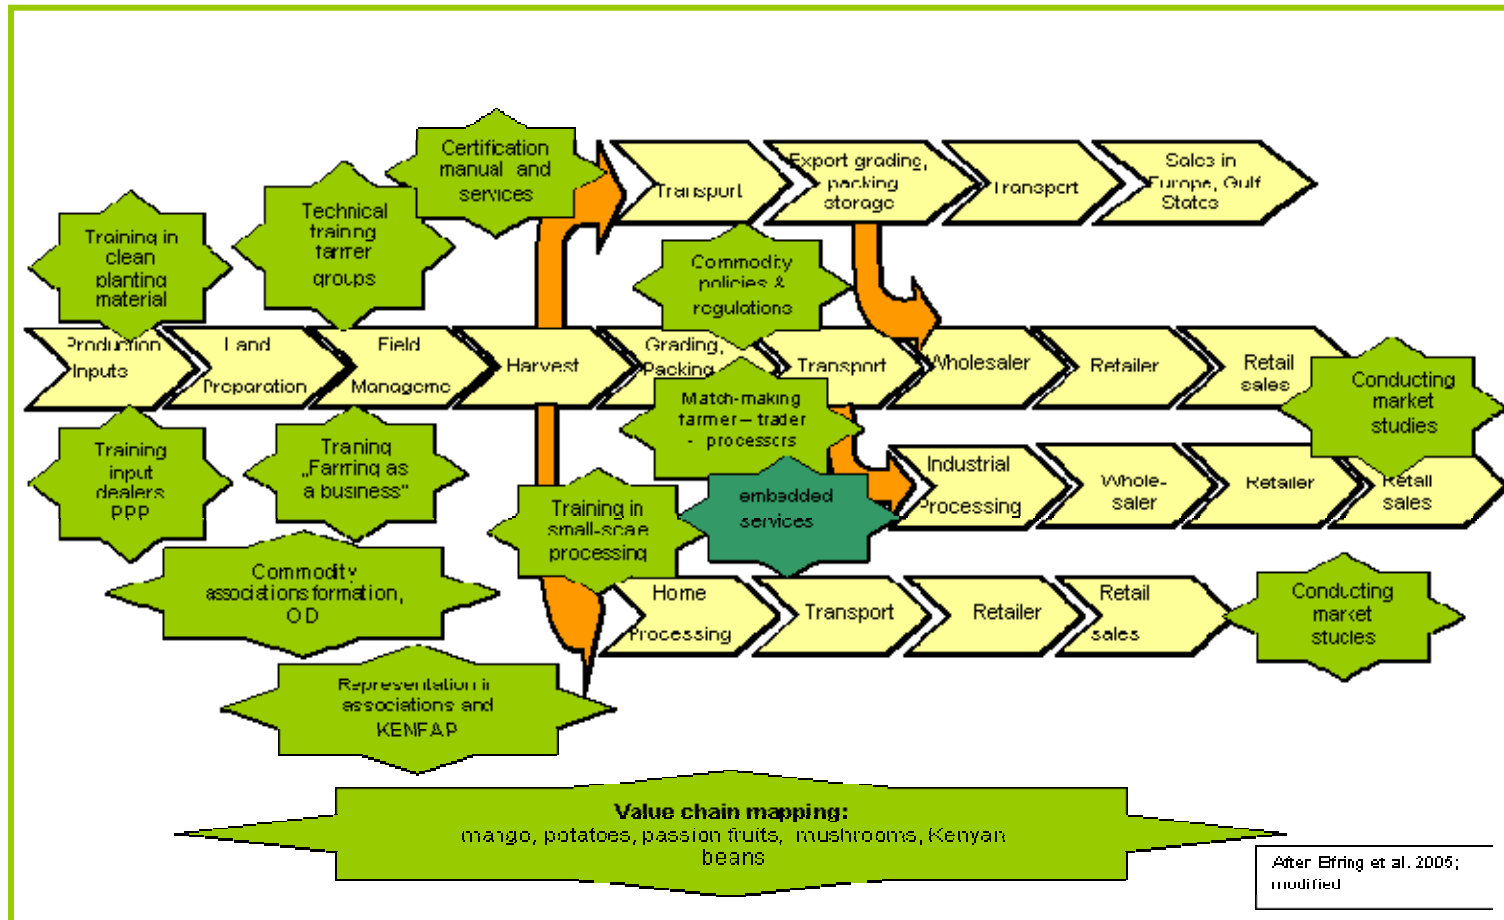 Certification
manual and
services
Transport
Export grading,
packing
storage
Transport
Sales in
Europe, Gulf
States
Technical
training
farmer
groups
Training in
clean
planting
material
Commodity
policies &
regulations
Production
Inputs
Land
Preparation
Field
Manageme
Harvest
Grading,
Packing
Transport
Wholesaler
Retailer
Retail
sales
Conducting
market
studies
Match-making
farmer – trader
- processors
Training
input
dealers
PPP
Traning
„Farming as
a business"
Training in
small-scale
processing
embedded
services
Industrial
Processing
Whole-
saler
Retailer
Retail
sales
Commodity
associations formation,
OD
Home
Processing
Transport
Retailer
Retail
sales
Conducting
market
studies
Representation in
associations and
KENFAP
Value chain mapping:
mango, potatoes, passion fruits, mushrooms, Kenyan
beans
After Elfring et al. 2005;
modified